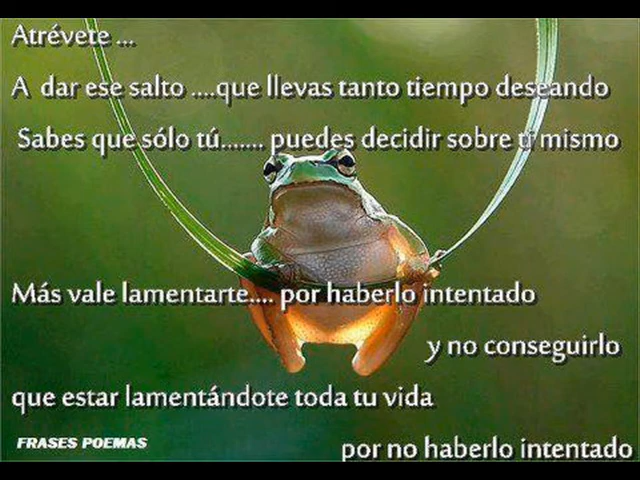 Atrévete ...
A dar ese salto ....que llevas tanto tiempo deseando
Sabes que sólo tú....... puedes decidir sobre ti mismo
Más vale lamentarte.... por haberlo intentado
y no conseguirlo
que estar lamentándote toda tu vida
FRASES POEMAS
por no haberlo intentado